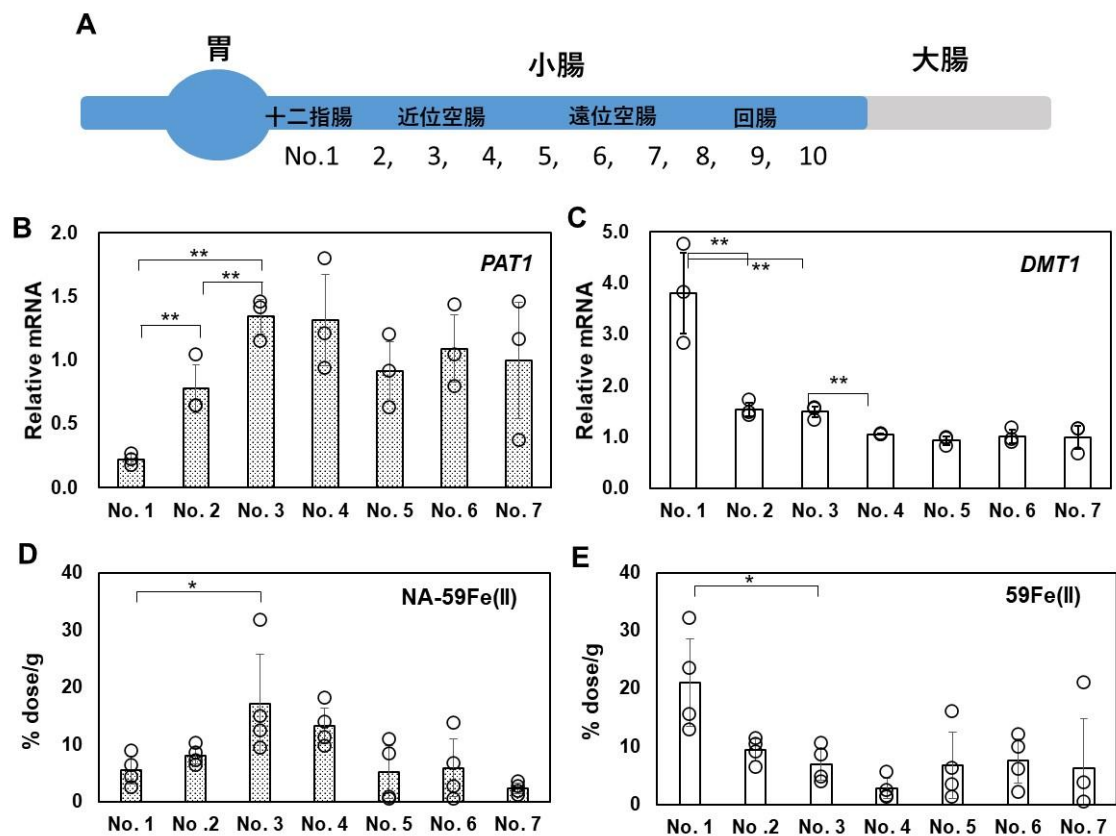 A
胃
小腸
大腸
十二指腸 近位空腸 遠位空腸 回腸
No.1 2, 3, 4, 5, 6, 7, 8, 9, 10
B
PAT1
Relative mRNA
2.0
1.5
1.0
0.5
0.0
**
**
**
No. 1 No. 2 No. 3 No. 4 No. 5 No. 6 No. 7
C
DMT1
Relative mRNA
5.0
4.0
3.0
2.0
1.0
0.0
**
**
**
No. 1 No. 2 No. 3 No. 4 No. 5 No. 6 No. 7
D
NA-59Fe(II)
% dose/g
40
30
20
10
0
*
No. 1 No .2 No. 3 No. 4 No. 5 No. 6 No. 7
E
59Fe(II)
% dose/g
40
30
20
10
0
*
No. 1 No .2 No. 3 No. 4 No. 5 No. 6 No. 7